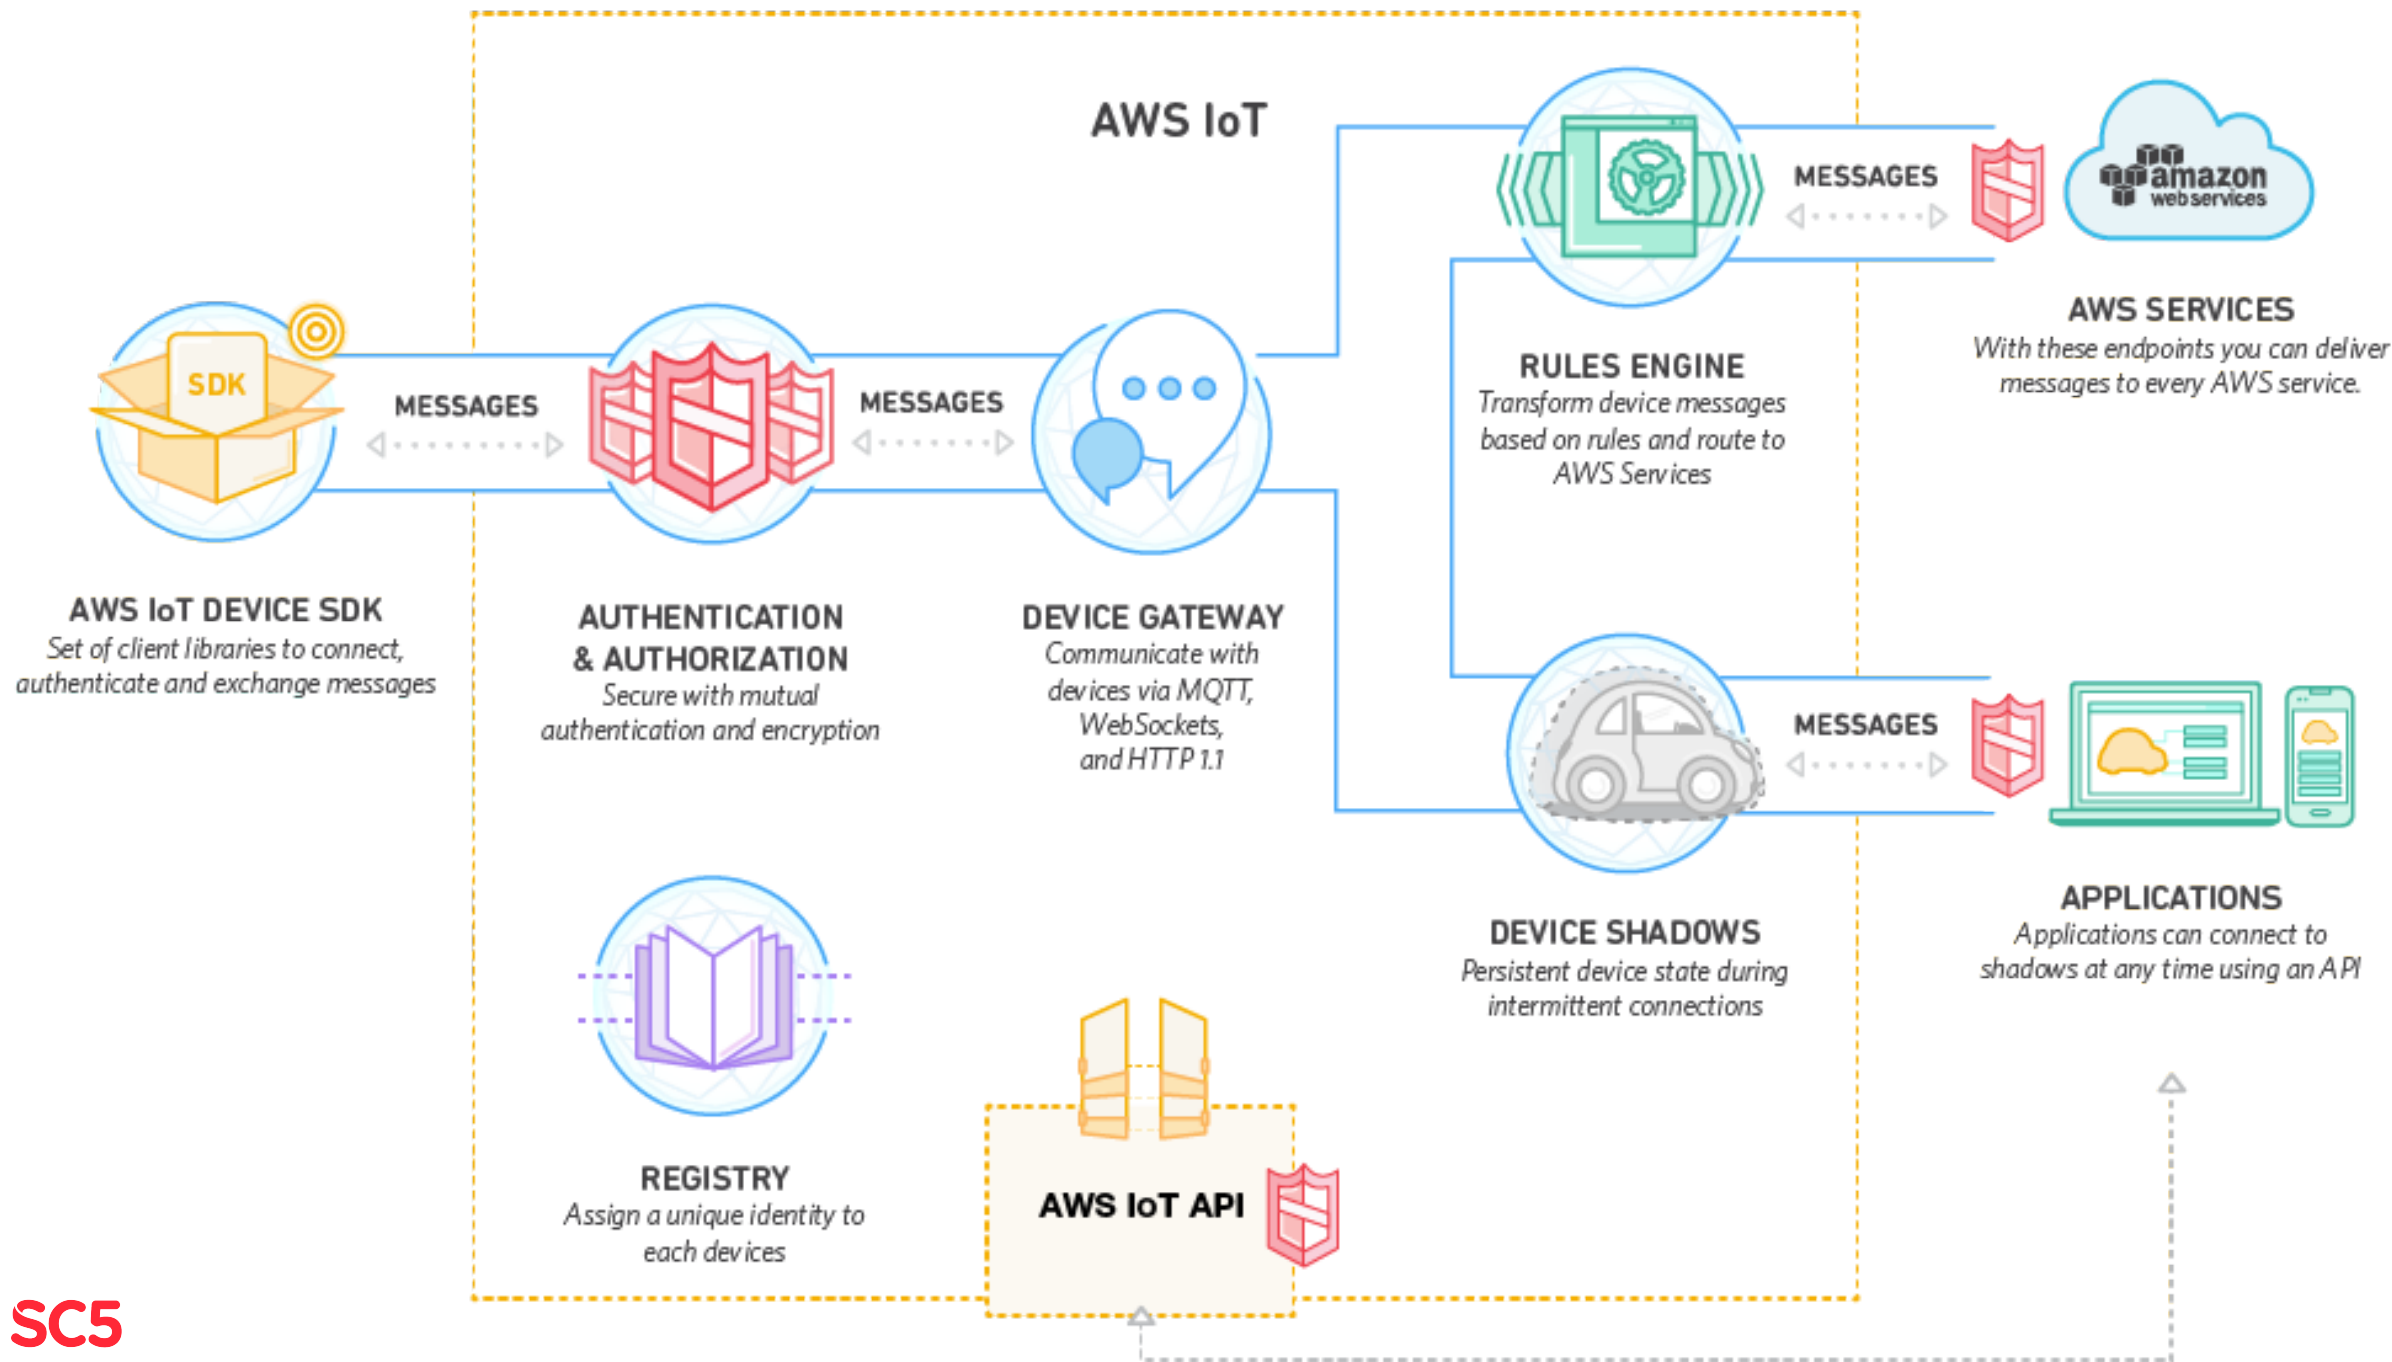 AWS IoT
MESSAGES
amazon
web services
AWS SERVICES
With these endpoints you can deliver
messages to every AWS service.
RULES ENGINE
Transform device messages
based on rules and route to
AWS Services
SDK
MESSAGES
MESSAGES
AWS IoT DEVICE SDK
Set of client libraries to connect,
authenticate and exchange messages
AUTHENTICATION
& AUTHORIZATION
Secure with mutual
authentication and encryption
DEVICE GATEWAY
Communicate with
devices via MQTT,
WebSockets,
and HTTP 1.1
MESSAGES
DEVICE SHADOWS
Persistent device state during
intermittent connections
APPLICATIONS
Applications can connect to
shadows at any time using an API
REGISTRY
Assign a unique identity to
each devices
AWS IoT API
SC5